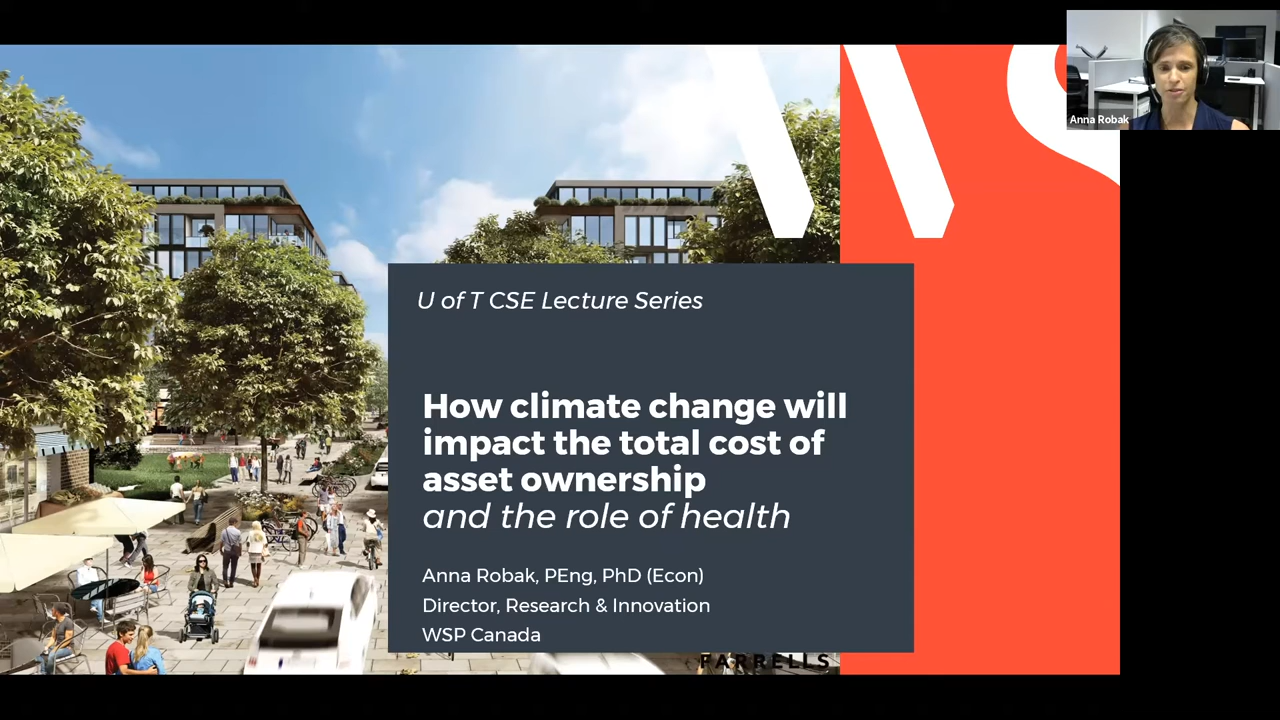 Anna Robak
U of T CSE Lecture Series
How climate change will
impact the total cost of
asset ownership
and the role of health
Anna Robak, PEng, PhD (Econ)
Director, Research & Innovation
WSP Canada
FARRELLS